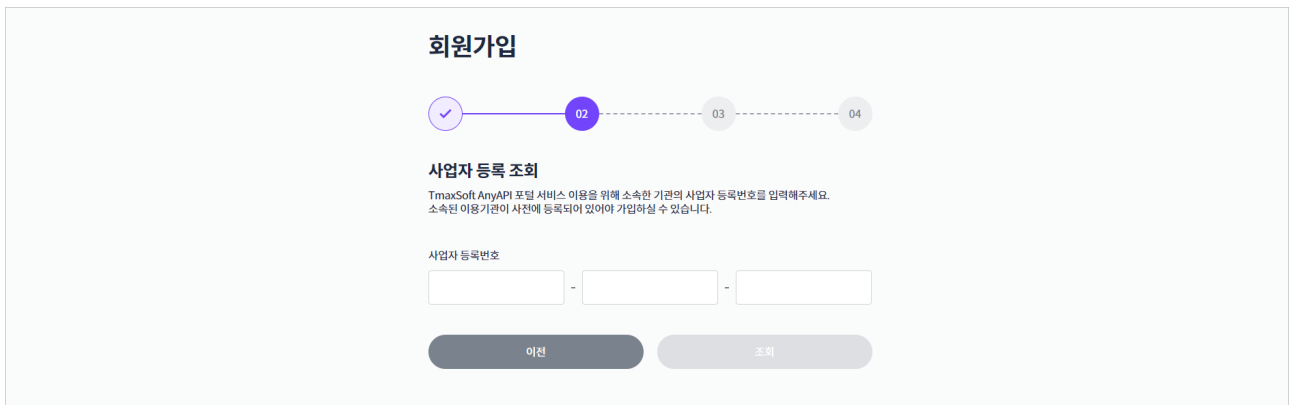 회원가입
02
03
04
사업자 등록 조회
TmaxSoft AnyAPI 포털 서비스 이용을 위해 소속한 기관의 사업자 등록번호를 입력해주세요.
소속된 이용기관이 사전에 등록되어 있어야 가입하실 수 있습니다.
사업자 등록번호
- -
이전
조회